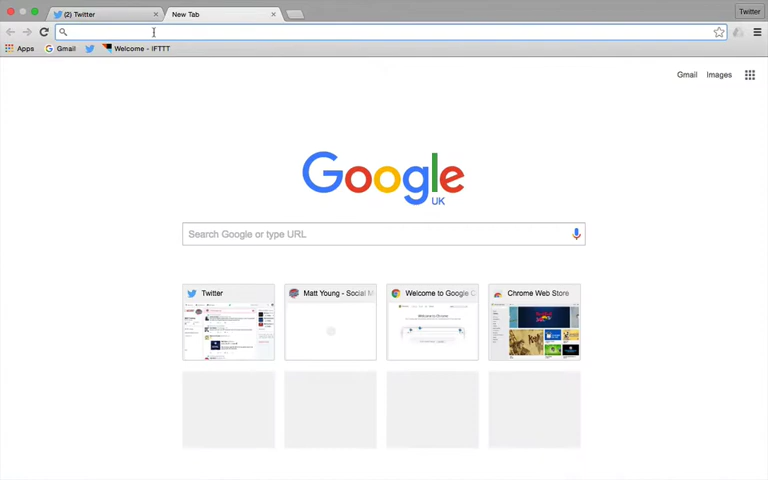 (2) Twitter
New Tab
Twitter
Apps
Gmail
Welcome - IFTTT
Gmail
Images
Google
UK
Search Google or type URL
Twitter
Matt Young - Social M
Welcome to Google C
Chrome Web Store